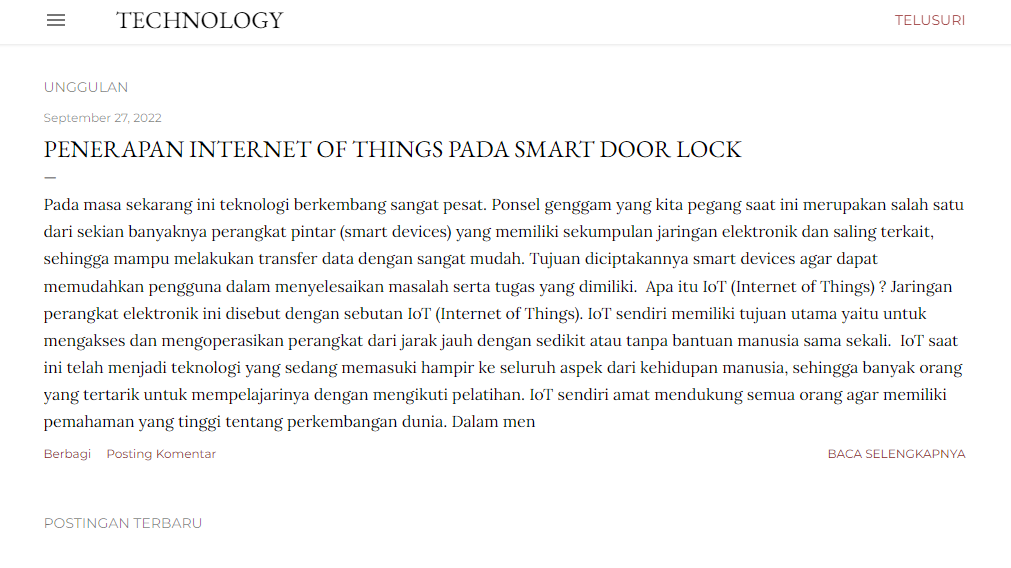 TECHNOLOGY
TELUSURI
UNGGULAN
September 27, 2022
PENERAPAN INTERNET OF THINGS PADA SMART DOOR LOCK
Pada masa sekarang ini teknologi berkembang sangat pesat. Ponsel genggam yang kita pegang saat ini merupakan salah satu
dari sekian banyaknya perangkat pintar (smart devices) yang memiliki sekumpulan jaringan elektronik dan saling terkait,
sehingga mampu melakukan transfer data dengan sangat mudah. Tujuan diciptakannya smart devices agar dapat
memudahkan pengguna dalam menyelesaikan masalah serta tugas yang dimiliki.  Apa itu IoT (Internet of Things) ? Jaringan
perangkat elektronik ini disebut dengan sebutan IoT (Internet of Things). IoT sendiri memiliki tujuan utama yaitu untuk
mengakses dan mengoperasikan perangkat dari jarak jauh dengan sedikit atau tanpa bantuan manusia sama sekali.  IoT saat
ini telah menjadi teknologi yang sedang memasuki hampir ke seluruh aspek dari kehidupan manusia, sehingga banyak orang
yang tertarik untuk mempelajarinya dengan mengikuti pelatihan. IoT sendiri amat mendukung semua orang agar memiliki
pemahaman yang tinggi tentang perkembangan dunia. Dalam men
Berbagi
Posting Komentar
BACA SELENGKAPNYA
POSTINGAN TERBARU